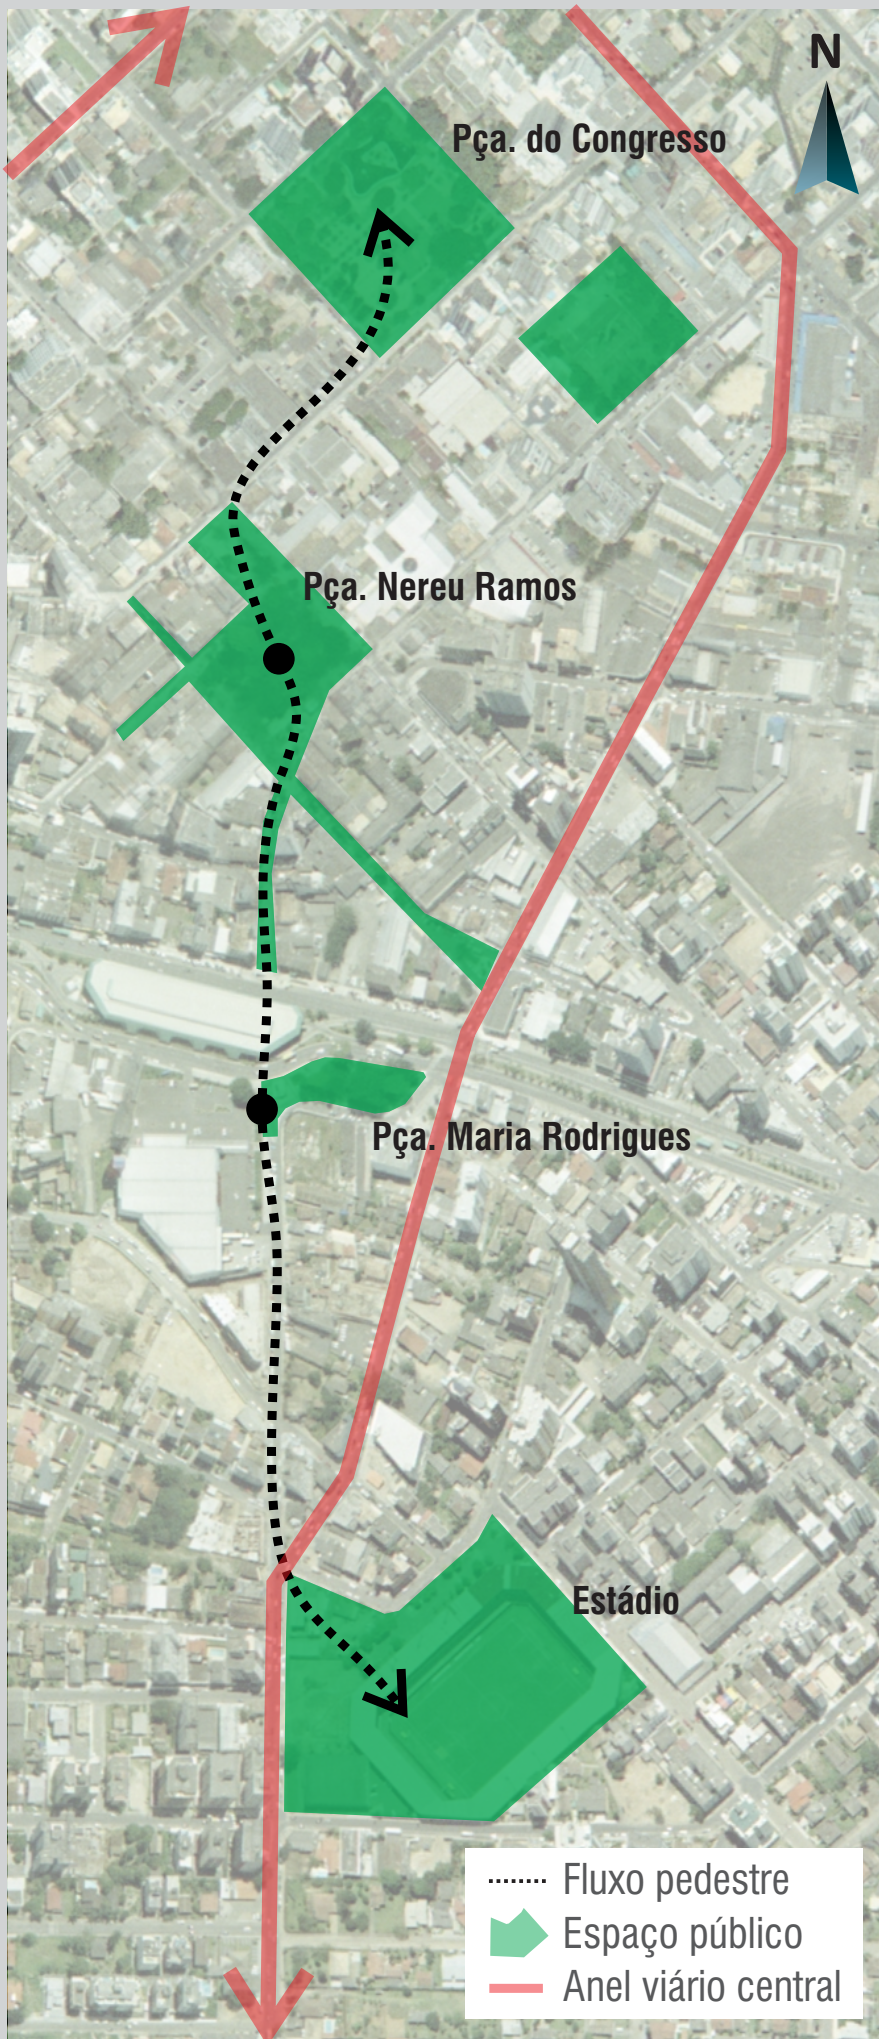 N
Pça. do Congresso
Pça. Nereu Ramos
Pça. Maria Rodrigues
Estádio
Fluxo pedestre
Espaço público
Anel viário central